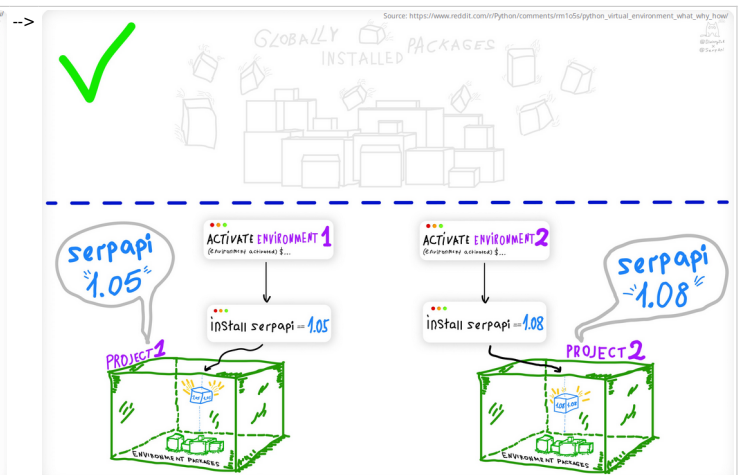 -->
Source: https://www.reddit.com/r/Python/comments/rm1o5s/python_virtual_environment_what_why_how/
GLOBALLY INSTALLED PACKAGES
serpapi
1.05
ACTIVATE ENVIRONMENT 1
(environment activated) $...
install serpapi = 1.05
PROJECT 1
ENVIRONMENT PACKAGES
ACTIVATE ENVIRONMENT 2
(environment activated) $...
install serpapi = 1.08
serpapi
1.08
PROJECT 2
ENVIRONMENT PACKAGES